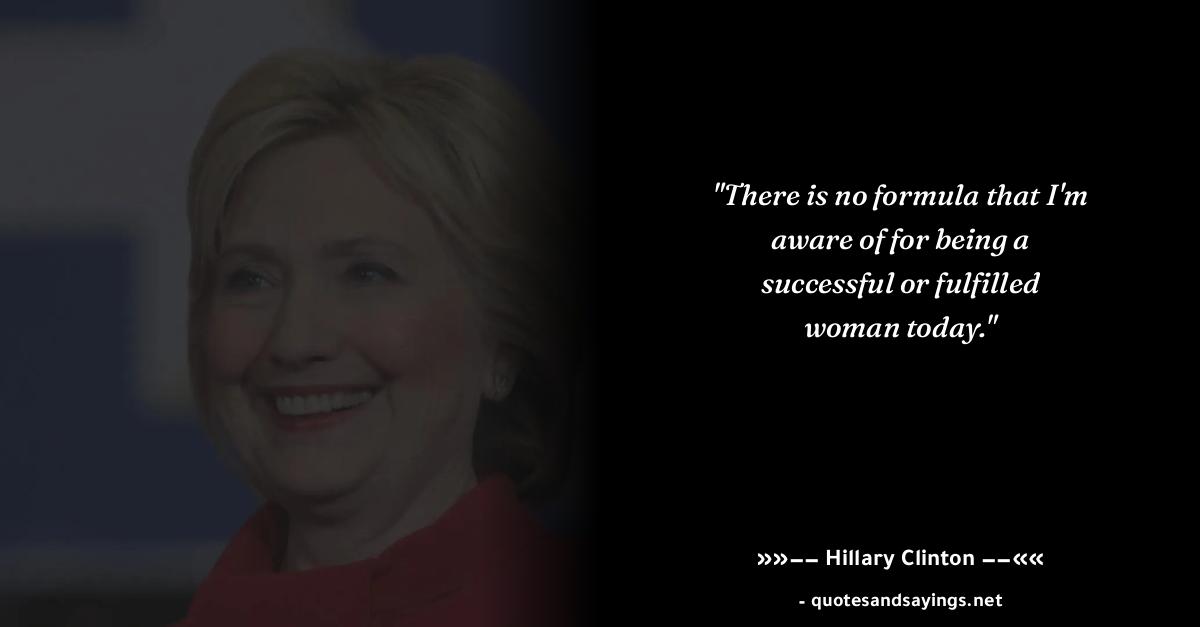 "There is no formula that I'm
aware of for being a
successful or fulfilled
woman today."
»»−− Hillary Clinton −−««
- quotesandsayings.net